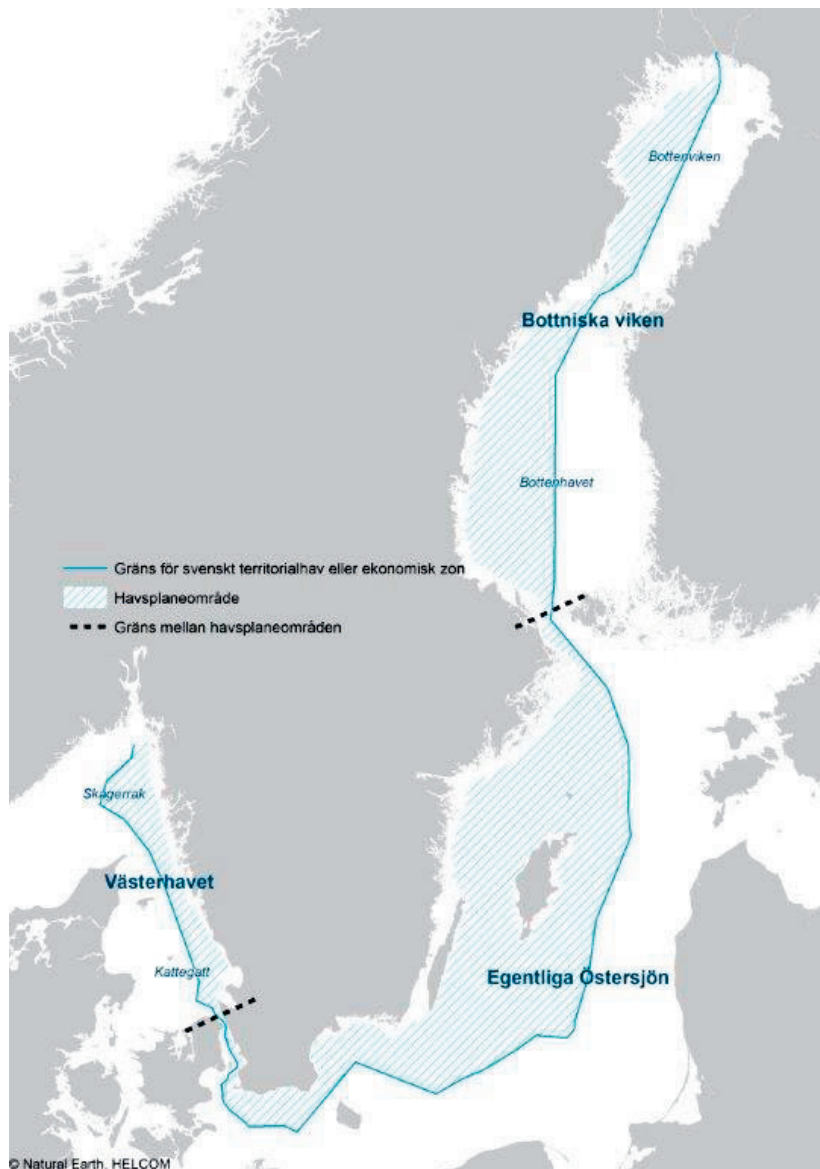 Bottenviken
Bottniska viken
Bottenhavet
Gräns för svenskt territorialhav eller ekonomisk zon
Havsplaneområde
Gräns mellan havsplaneområden
Skagerrak
Västerhavet
Kattegatt
Egentliga Östersjön
© Natural Earth, HELCOM